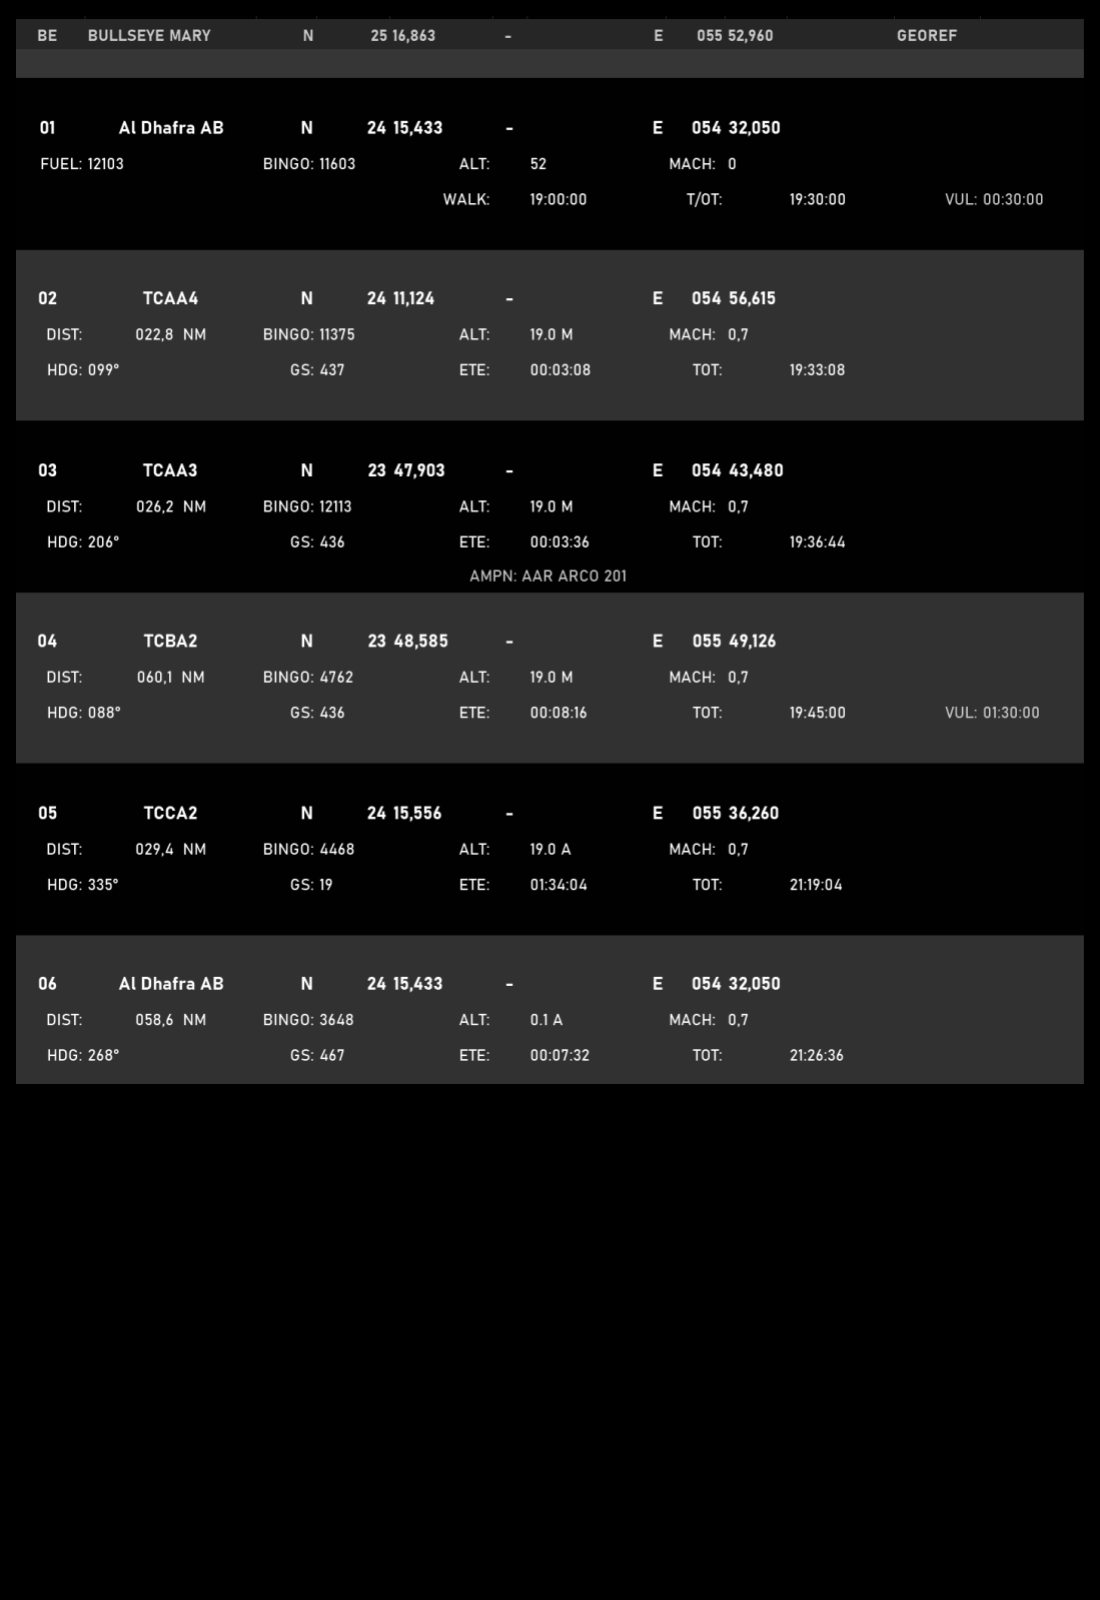 BE BULLSEYE MARY N 25 16,863 - E 055 52,960 GEOREF
01 Al Dhafra AB N 24 15,433 - E 054 32,050
FUEL: 12103 BINGO: 11603 ALT: 52 MACH: 0
WALK: 19:00:00 T/OT: 19:30:00 VUL: 00:30:00
02 TCAA4 N 24 11,124 - E 054 56,615
DIST: 022,8 NM BINGO: 11375 ALT: 19.0 M MACH: 0,7
HDG: 099° GS: 437 ETE: 00:03:08 TOT: 19:33:08
03 TCAA3 N 23 47,903 - E 054 43,480
DIST: 026,2 NM BINGO: 12113 ALT: 19.0 M MACH: 0,7
HDG: 206° GS: 436 ETE: 00:03:36 TOT: 19:36:44
AMPN: AAR ARCO 201
04 TCBA2 N 23 48,585 - E 055 49,126
DIST: 060,1 NM BINGO: 4762 ALT: 19.0 M MACH: 0,7
HDG: 088° GS: 436 ETE: 00:08:16 TOT: 19:45:00 VUL: 01:30:00
05 TCCA2 N 24 15,556 - E 055 36,260
DIST: 029,4 NM BINGO: 4468 ALT: 19.0 A MACH: 0,7
HDG: 335° GS: 19 ETE: 01:34:04 TOT: 21:19:04
06 Al Dhafra AB N 24 15,433 - E 054 32,050
DIST: 058,6 NM BINGO: 3648 ALT: 0.1 A MACH: 0,7
HDG: 268° GS: 467 ETE: 00:07:32 TOT: 21:26:36